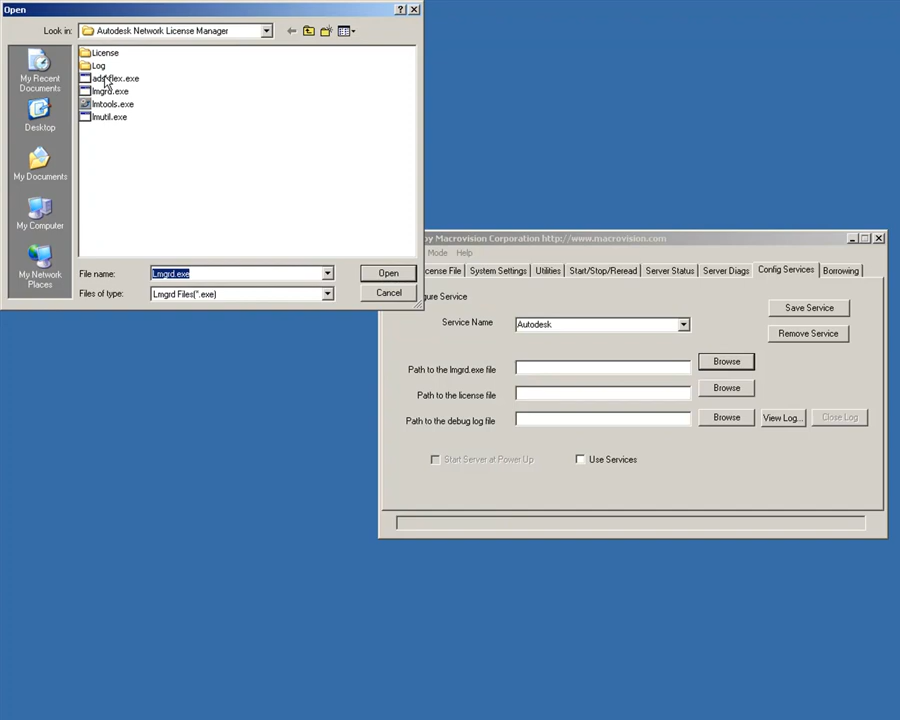 Open
Look in:
Autodesk Network License Manager
My Recent
Documents
Desktop
My Documents
My Computer
My Network
Places
License
Log
lmgrd.exe
lmtools.exe
lmutil.exe
File name:
Lmgrd.exe
Open
Files of type:
Lmgrd Files(*.exe)
Cancel
by Macrovision Corporation http://www.macrovision.com
Mode Help
cense File
System Settings
Utilities
Start/Stop/Reread
Server Status
Server Diags
Config Services
Borrowing
gure Service
Save Service
Service Name
Autodesk
Remove Service
Path to the lmgrd.exe file
Browse
Path to the license file
Browse
Path to the debug log file
Browse
View Log...
Close Log
Start Server at Power Up
Use Services